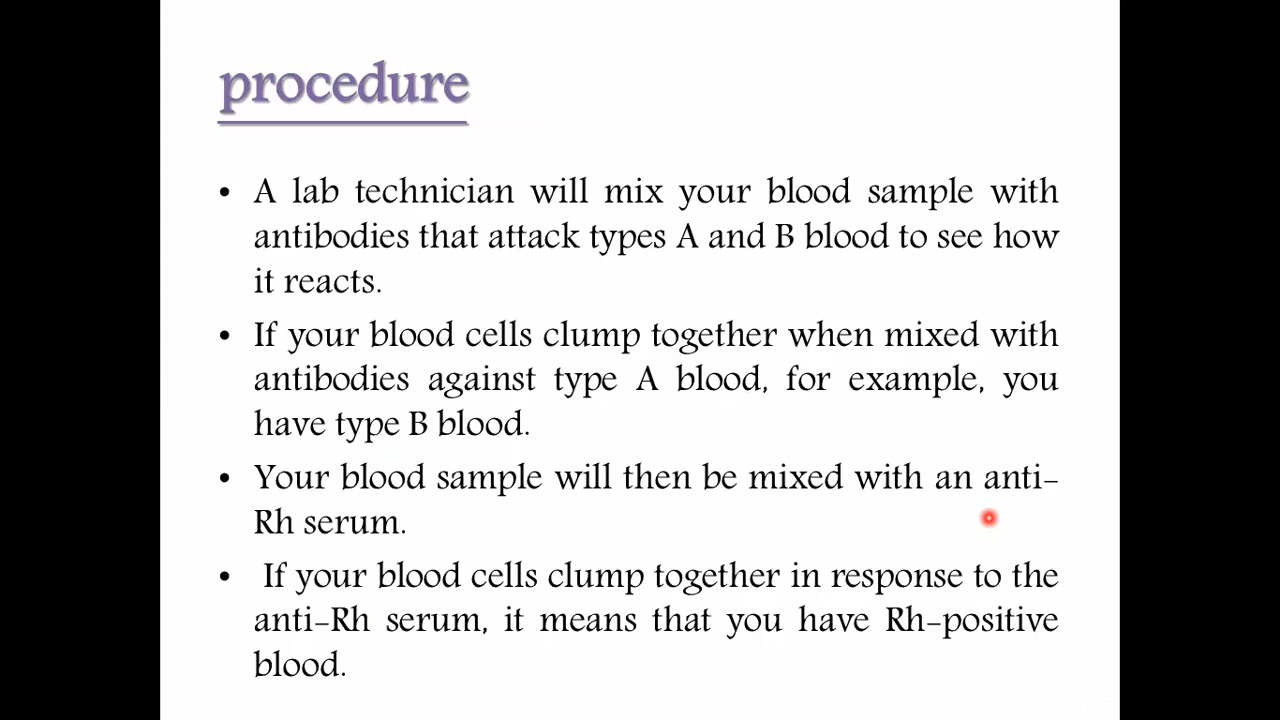 procedure
• A lab technician will mix your blood sample with
antibodies that attack types A and B blood to see how
it reacts.
• If your blood cells clump together when mixed with
antibodies against type A blood, for example, you
have type B blood.
• Your blood sample will then be mixed with an anti-
Rh serum.
• If your blood cells clump together in response to the
anti-Rh serum, it means that you have Rh-positive
blood.